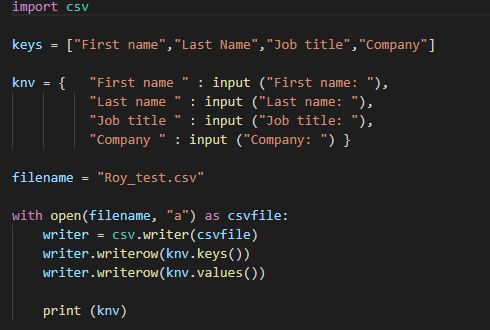 import csv
keys = ["First name","Last Name","Job title","Company"]
knv = {   "First name " : input ("First name: "),
"Last name " : input ("Last name: "),
"Job title " : input ("Job title: "),
"Company " : input ("Company: ") }
filename = "Roy_test.csv"
with open(filename, "a") as csvfile:
writer = csv.writer(csvfile)
writer.writerow(knv.keys())
writer.writerow(knv.values())
print (knv)